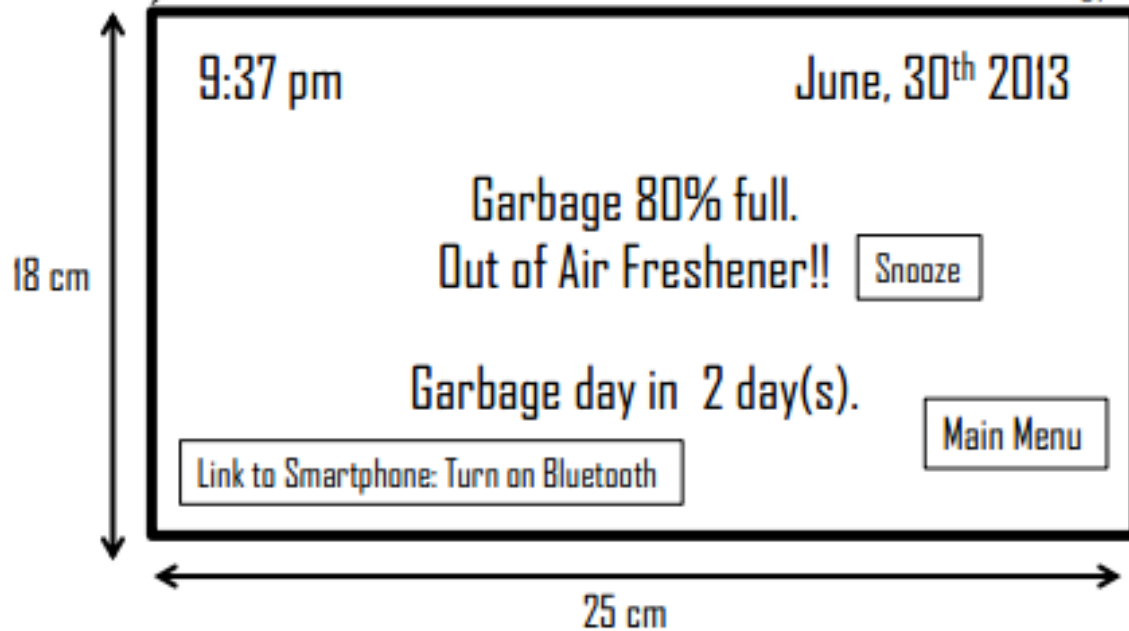 9:37 pm June, 30th 2013
Garbage 80% full.
Out of Air Freshener!! Snooze
18 cm
Garbage day in 2 day(s).
Main Menu
Link to Smartphone: Turn on Bluetooth
25 cm